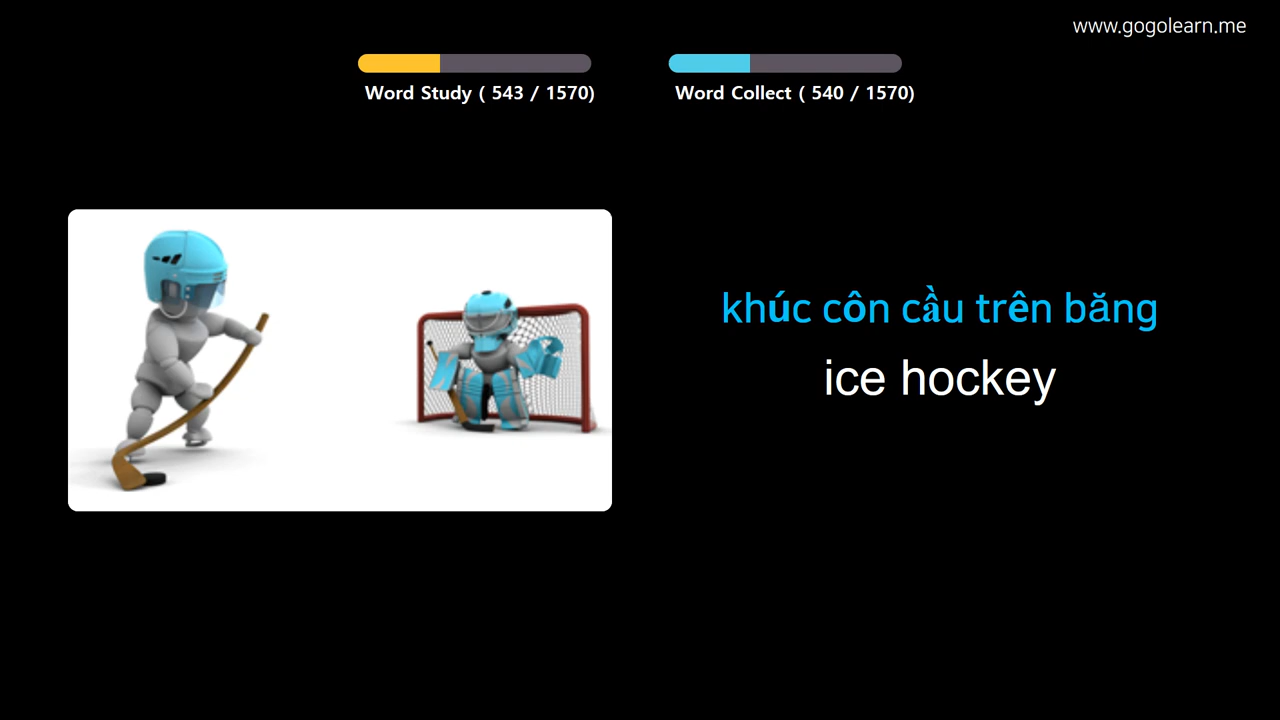 www.gogolearn.me
Word Study ( 543 / 1570)
Word Collect ( 540 / 1570)
khúc côn cầu trên băng
ice hockey